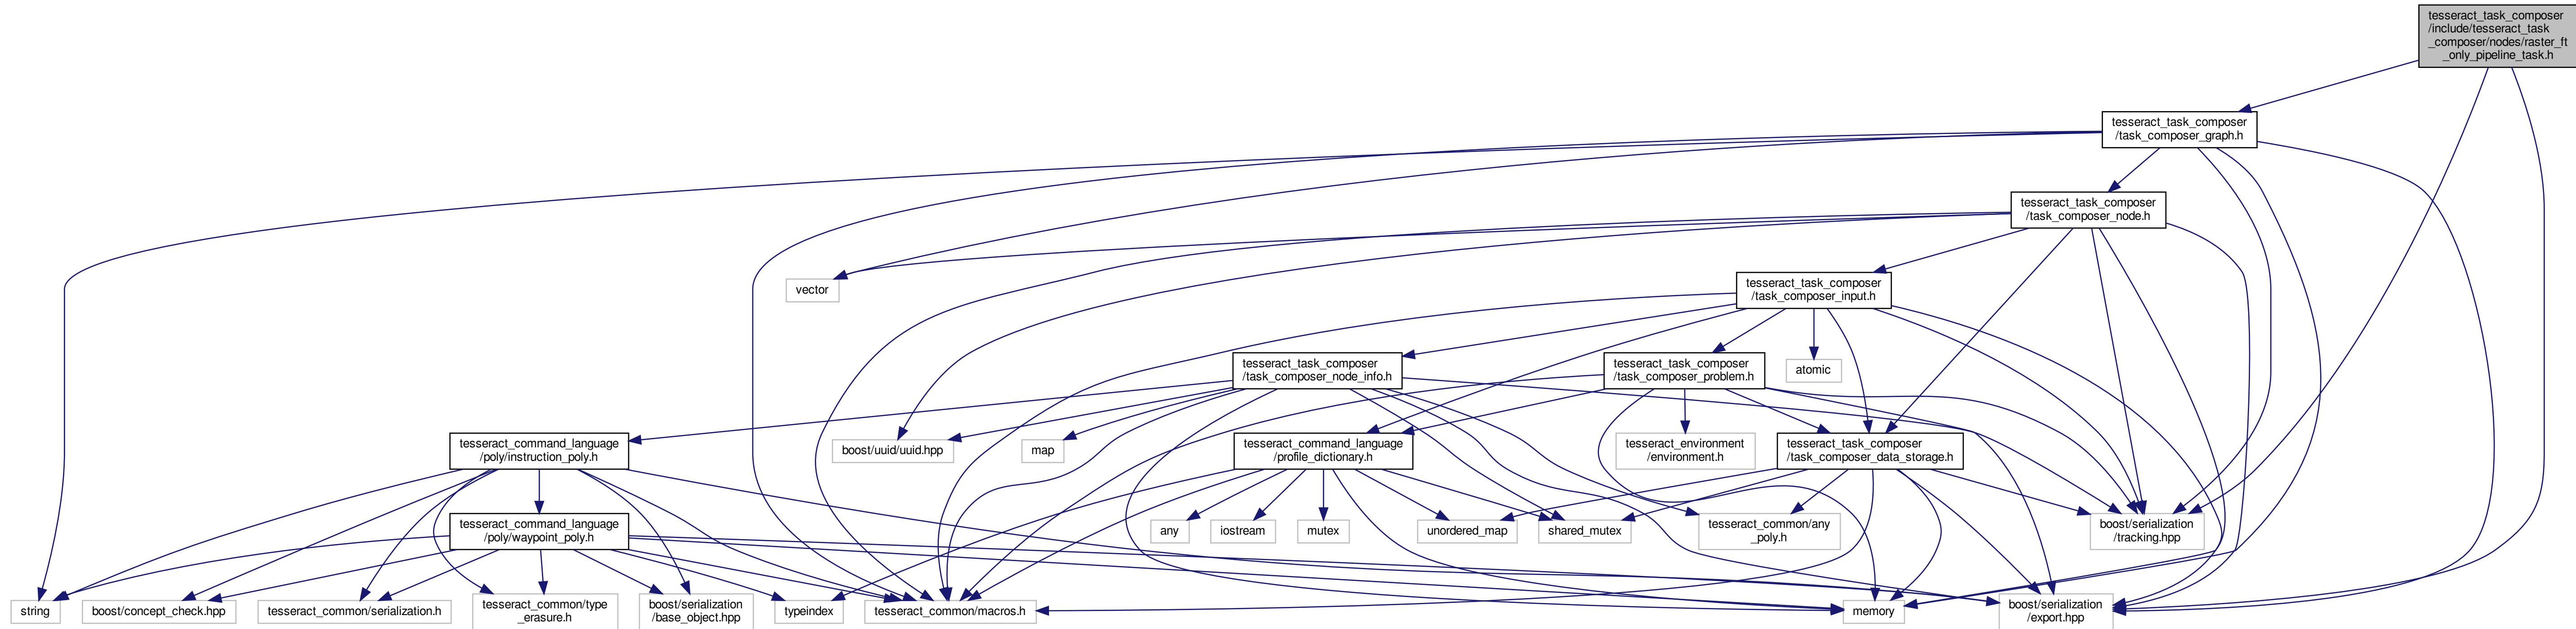 tesseract_task_composer
/include/tesseract_task
_composer/nodes/raster_ft
_only_pipeline_task.h
tesseract_task_composer
/task_composer_graph.h
tesseract_task_composer
/task_composer_node.h
vector
tesseract_task_composer
/task_composer_input.h
tesseract_task_composer
/task_composer_node_info.h
tesseract_task_composer
/task_composer_problem.h
atomic
tesseract_command_language
/poly/instruction_poly.h
boost/uuid/uuid.hpp
map
tesseract_command_language
/profile_dictionary.h
tesseract_environment
/environment.h
tesseract_task_composer
/task_composer_data_storage.h
tesseract_command_language
/poly/waypoint_poly.h
any
iostream
mutex
unordered_map
shared_mutex
tesseract_common/any
_poly.h
boost/serialization
/tracking.hpp
string
boost/concept_check.hpp
tesseract_common/serialization.h
tesseract_common/type
_erasure.h
boost/serialization
/base_object.hpp
typeindex
tesseract_common/macros.h
memory
boost/serialization
/export.hpp